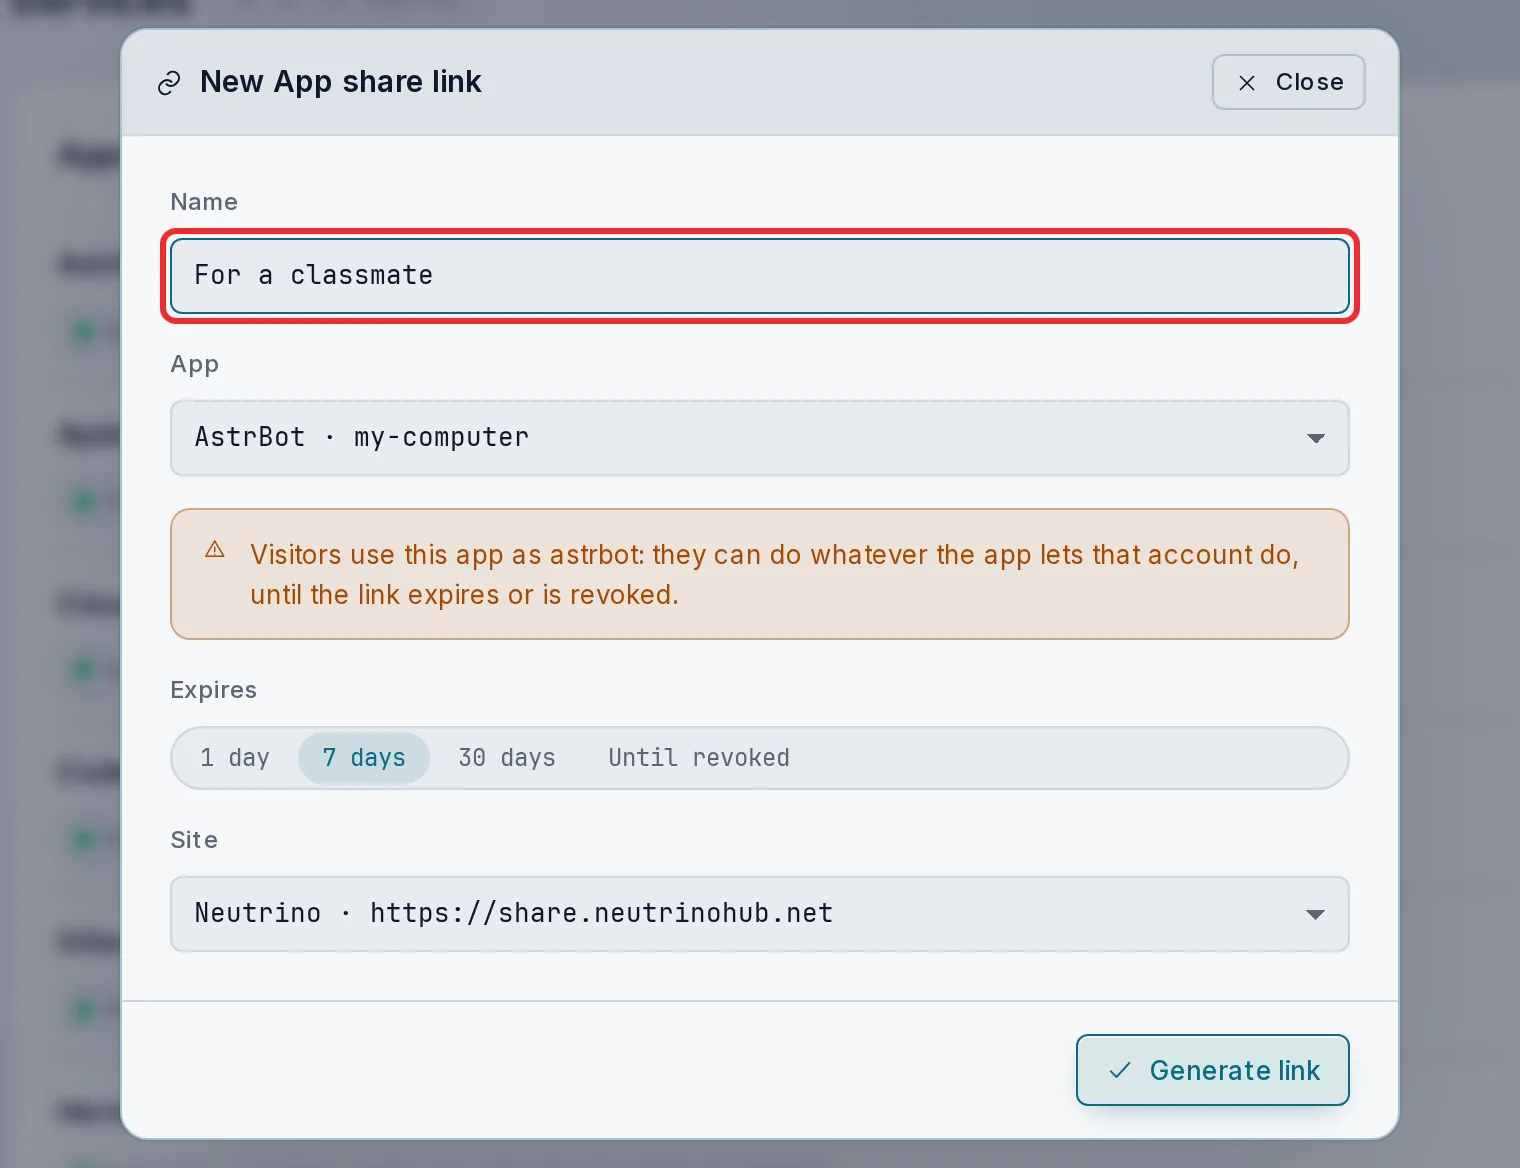 New App share link
Close
Name
For a classmate
App
AstrBot · my-computer
Visitors use this app as astrbot: they can do whatever the app lets that account do,
until the link expires or is revoked.
Expires
1 day 7 days 30 days Until revoked
Site
Neutrino · https://share.neutrinohub.net
Generate link